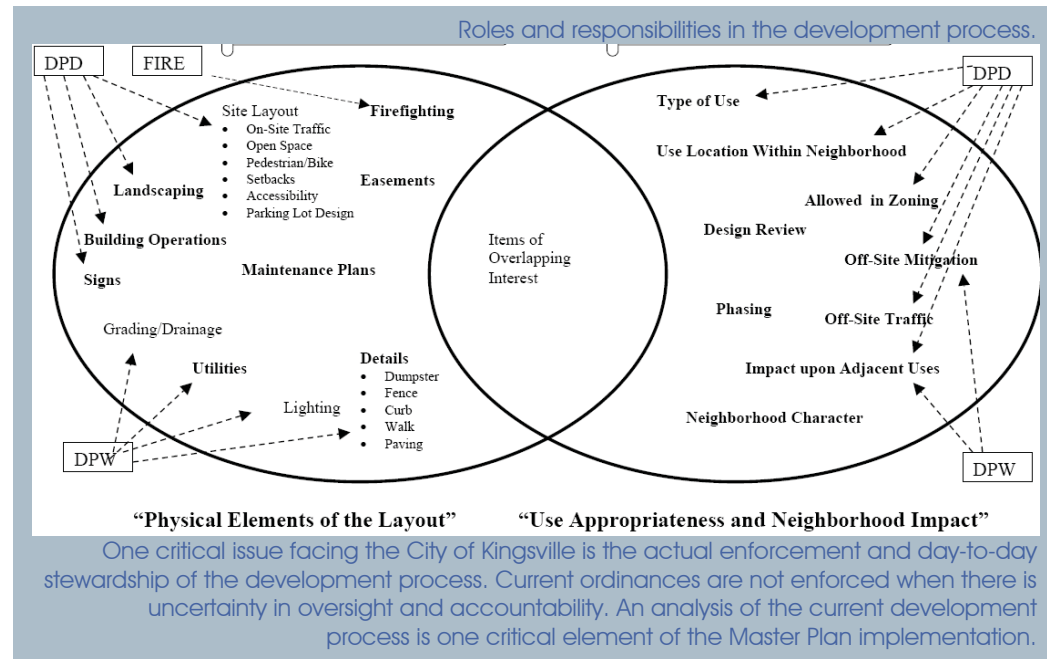 Roles and responsibilities in the development process.
DPD
FIRE
Firefighting
Site Layout
• On-Site Traffic
• Open Space
• Pedestrian/Bike
• Setbacks
• Accessibility
• Parking Lot Design
Easements
Landscaping
Building Operations
Maintenance Plans
Signs
Grading/Drainage
Utilities
Details
• Dumpster
• Fence
• Curb
• Walk
• Paving
Lighting
DPW
Items of
Overlapping
Interest
DPD
Type of Use
Use Location Within Neighborhood
Allowed in Zoning
Design Review
Off-Site Mitigation
Phasing
Off-Site Traffic
Impact upon Adjacent Uses
Neighborhood Character
DPW
“Physical Elements of the Layout”
“Use Appropriateness and Neighborhood Impact”
One critical issue facing the City of Kingsville is the actual enforcement and day-to-day
stewardship of the development process. Current ordinances are not enforced when there is
uncertainty in oversight and accountability. An analysis of the current development
process is one critical element of the Master Plan implementation.